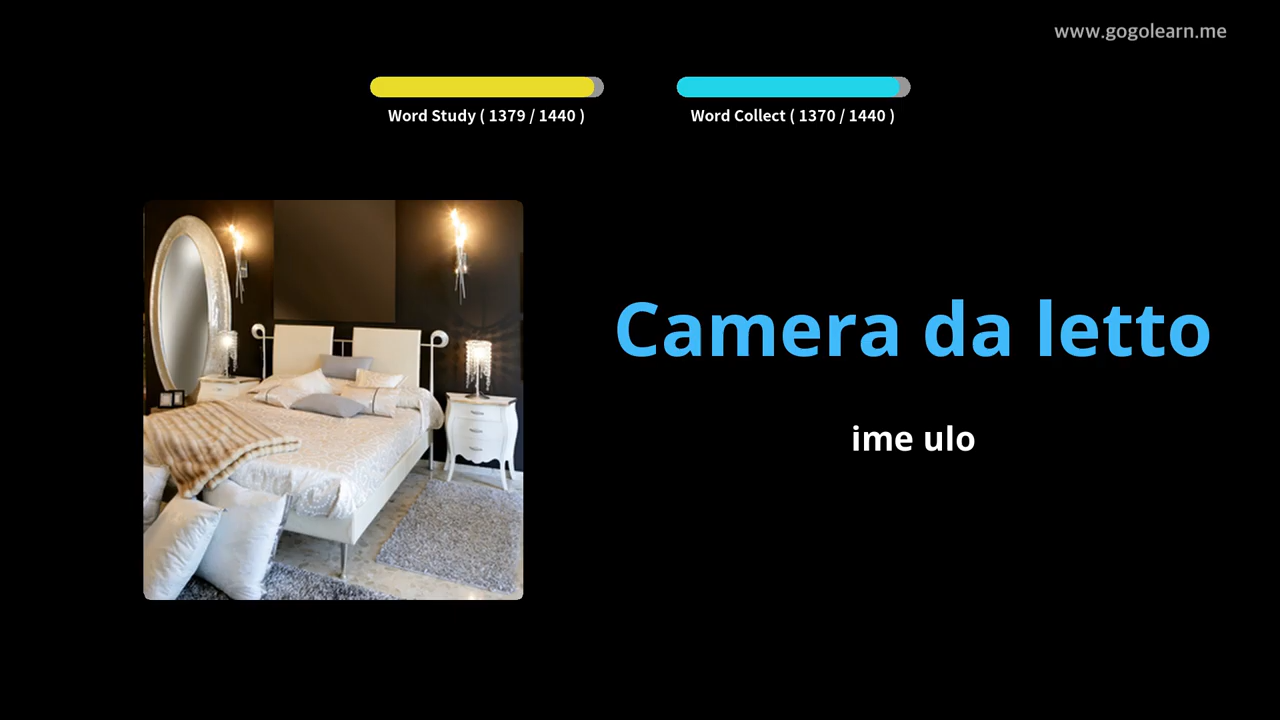 www.gogolearn.me
Word Study ( 1379 / 1440 )
Word Collect ( 1370 / 1440 )
Camera da letto
ime ulo